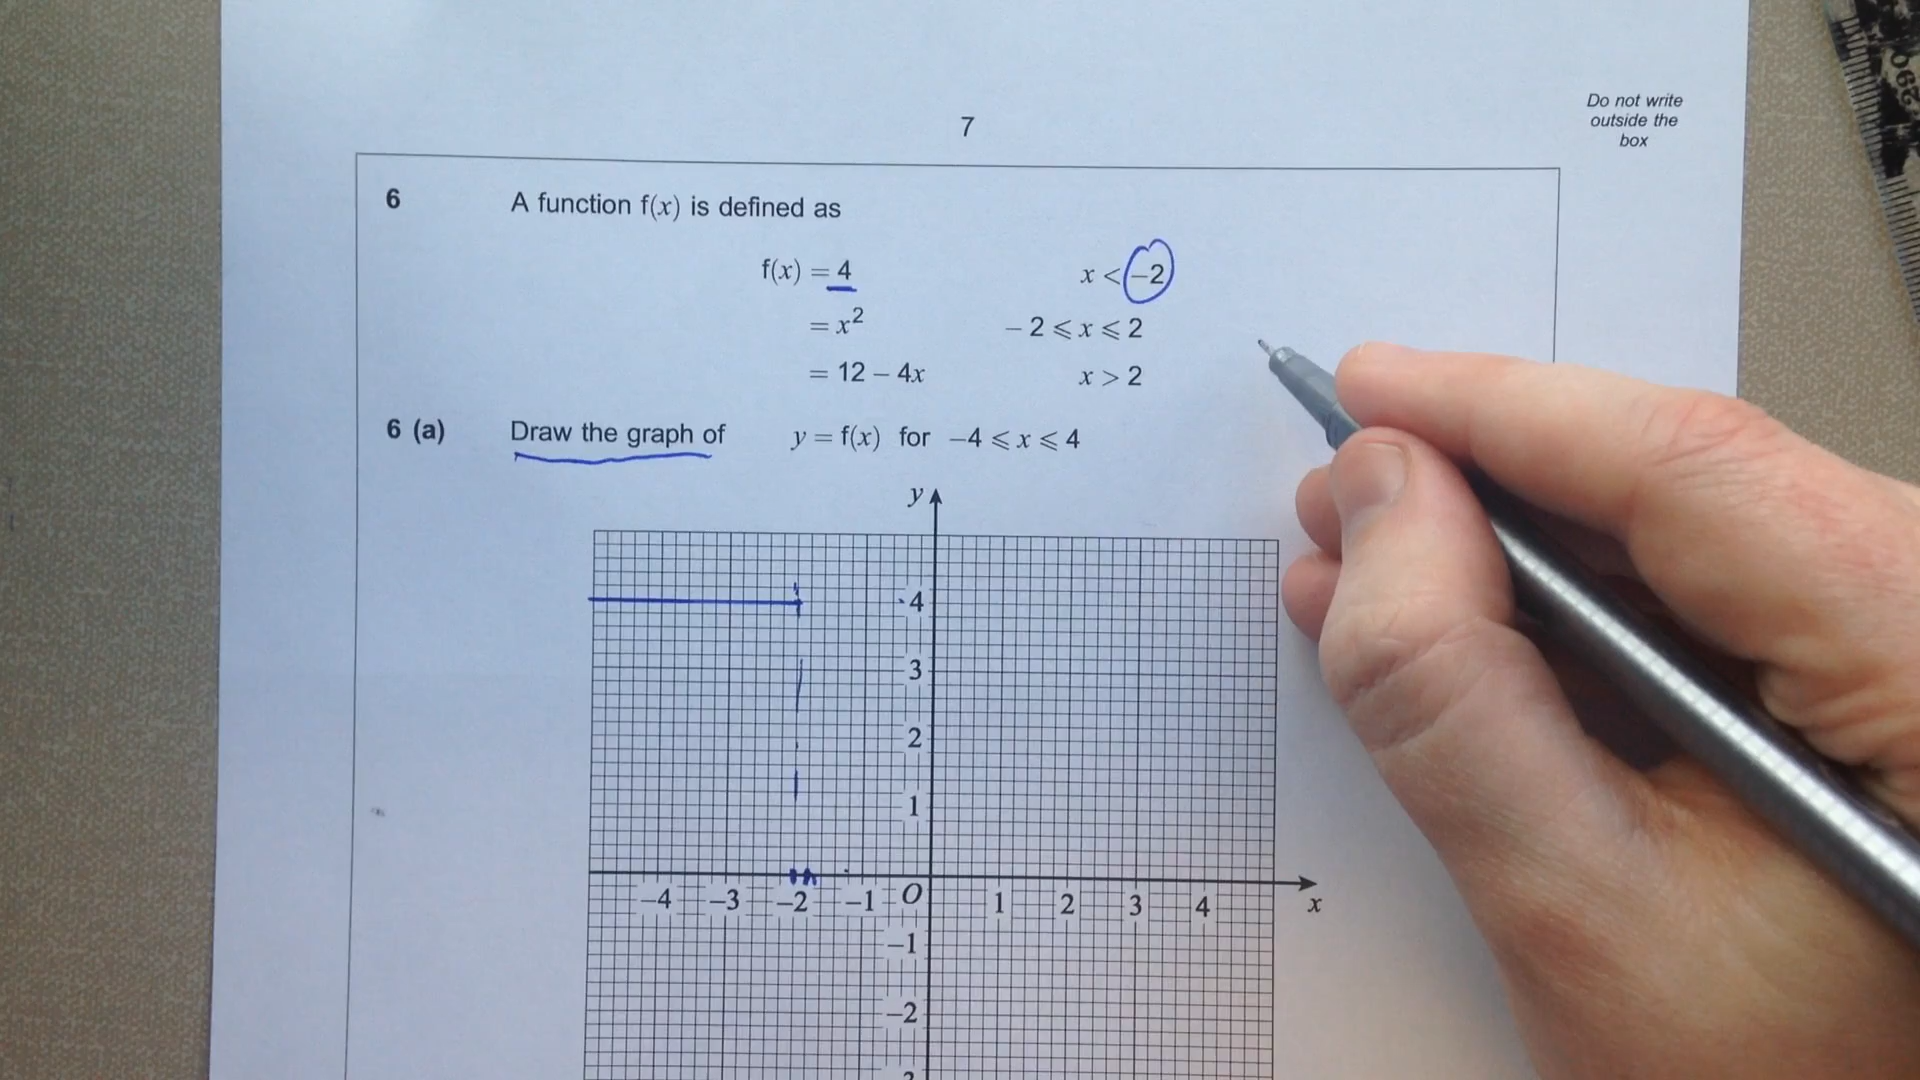 7
Do not write
outside the
box
6 A function f(x) is defined as
f(x) = 4 x < −2
= x² − 2 ⩽ x ⩽ 2
= 12 − 4x x > 2
6 (a) Draw the graph of y = f(x) for −4 ⩽ x ⩽ 4
y
4
3
2
1
−4 −3 −2 −1 O 1 2 3 4 x
−1
−2